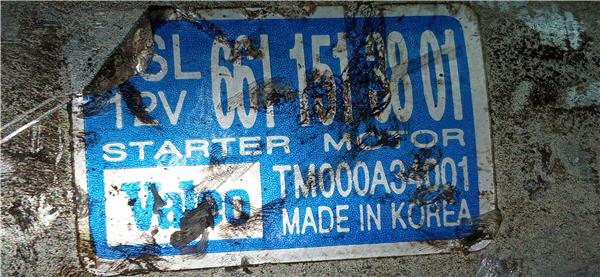 SL 661 151 38 01
12V
STARTER MOTOR
Valeo TM000A34001
MADE IN KOREA